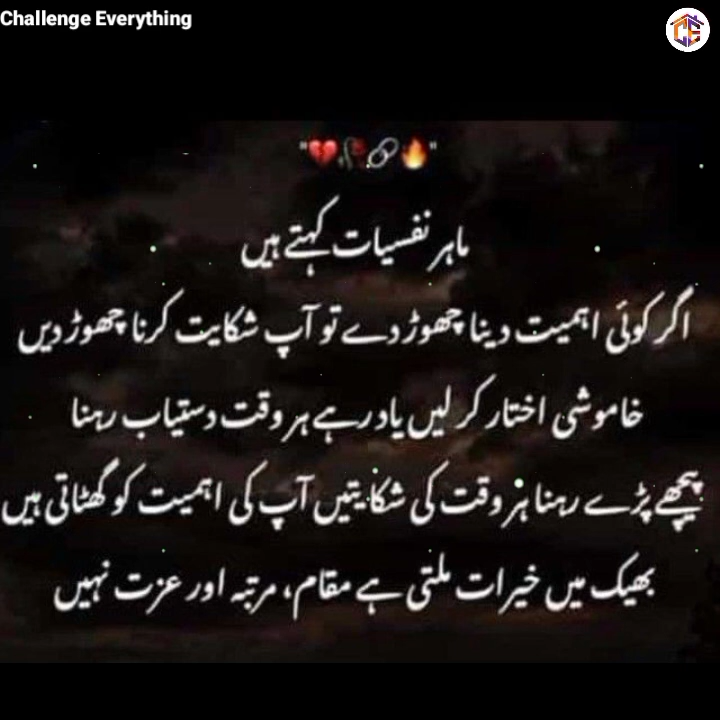 Challenge Everything
"💔🥀🔗🔥"
ماہر نفسیات کہتے ہیں
اگر کوئی اہمیت دینا چھوڑ دے تو آپ شکایت کرنا چھوڑ دیں
خاموشی اختار کر لیں یاد رہے ہر وقت دستیاب رہنا
پیچھے پڑے رہنا ہر وقت کی شکایتیں آپ کی اہمیت کو گھٹاتی ہیں
بھیک میں خیرات ملتی ہے مقام، مرتبہ اور عزت نہیں